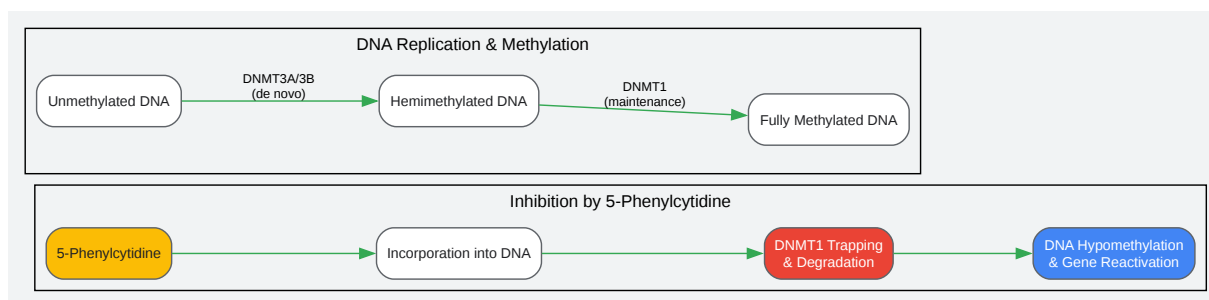 DNA Replication & Methylation
Unmethylated DNA
DNMT3A/3B
(de novo)
Hemimethylated DNA
DNMT1
(maintenance)
Fully Methylated DNA
Inhibition by 5-Phenylcytidine
5-Phenylcytidine
Incorporation into DNA
DNMT1 Trapping
& Degradation
DNA Hypomethylation
& Gene Reactivation